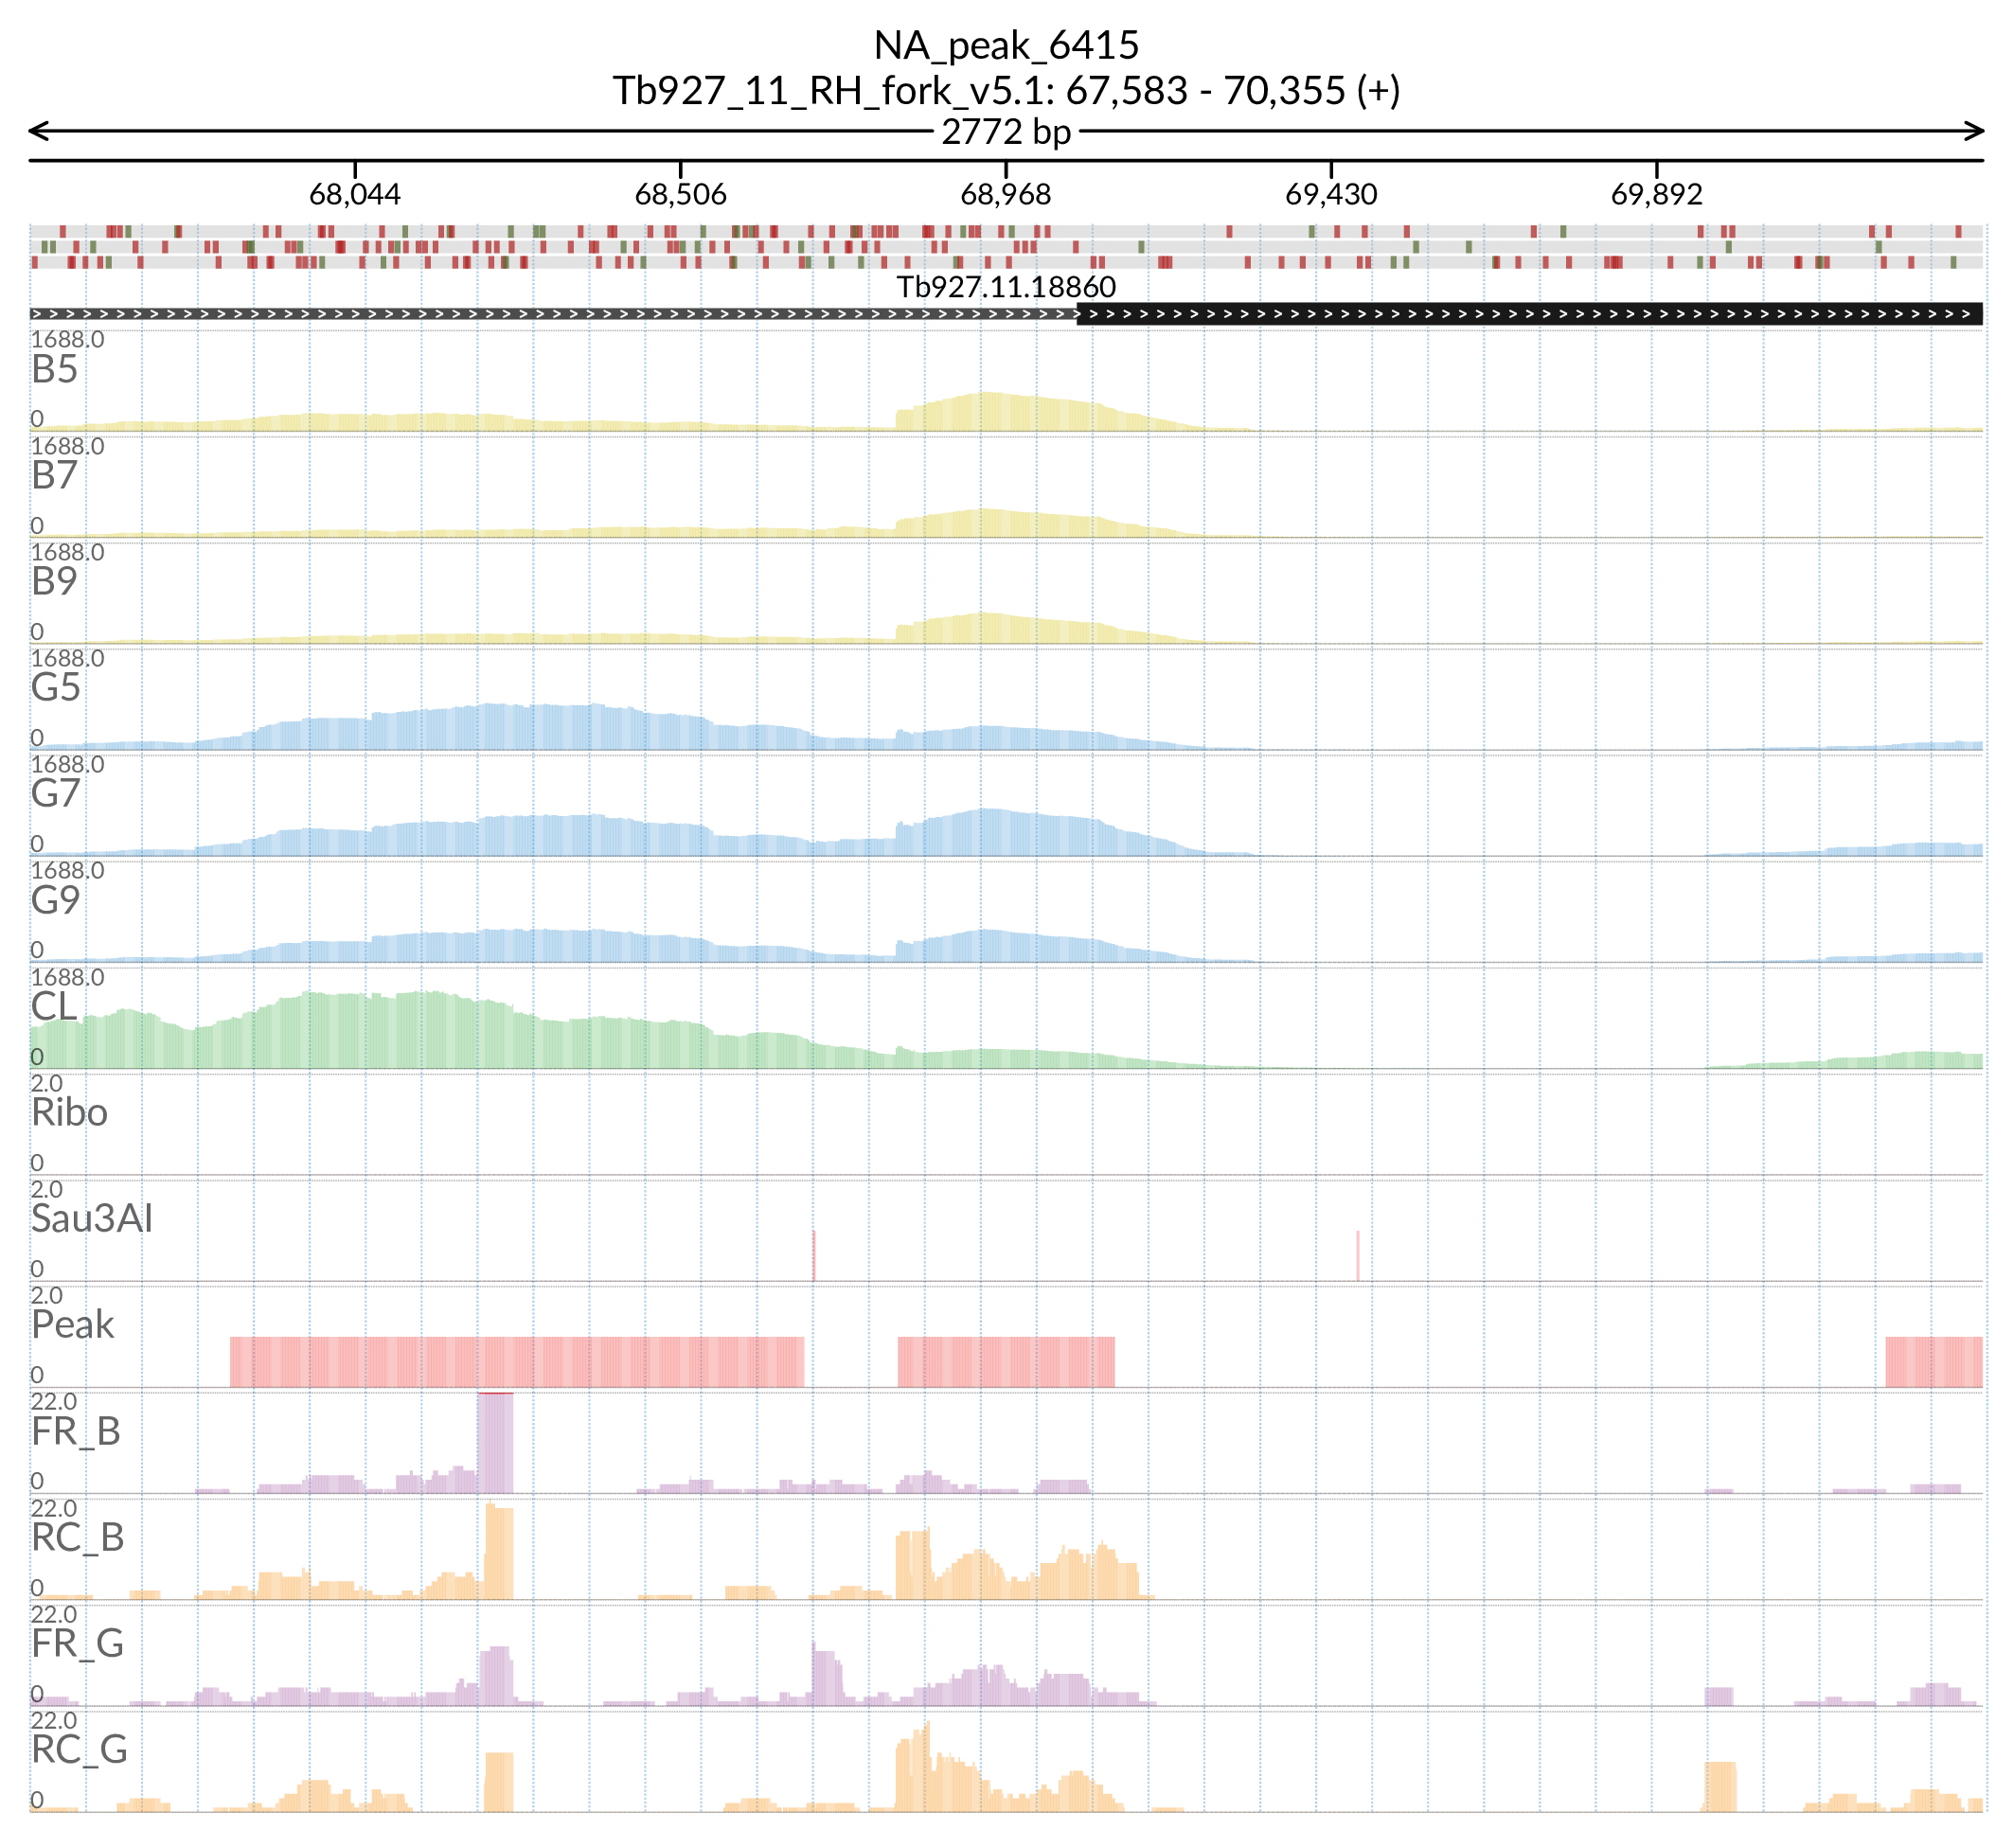 NA_peak_6415
Tb927_11_RH_fork_v5.1: 67,583 - 70,355 (+)
2772 bp
68,044 68,506 68,968 69,430 69,892
Tb927.11.18860
1688.0
B5
0
1688.0
B7
0
1688.0
B9
0
1688.0
G5
0
1688.0
G7
0
1688.0
G9
0
1688.0
CL
0
2.0
Ribo
0
2.0
Sau3AI
0
2.0
Peak
0
22.0
FR_B
0
22.0
RC_B
0
22.0
FR_G
0
22.0
RC_G
0